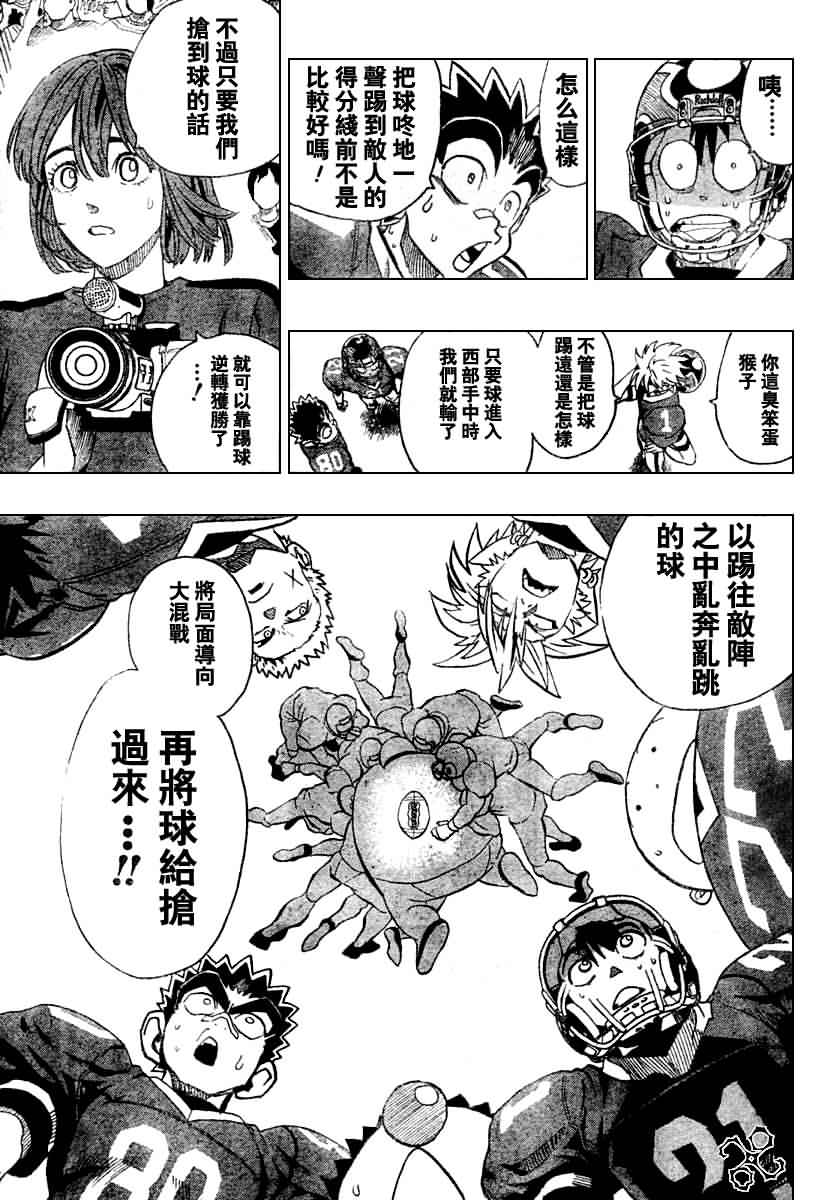 咦……
怎么這樣
把球咚地一
聲踢到敵人的
得分綫前不是
比較好嗎！
不過只要我們
搶到球的話
就可以靠踢球
逆轉獲勝了
…！
你這臭笨蛋
猴子
不管是把球
踢遠還是怎樣
只要球進入
西部手中時
我們就輸了
1
80
以踢往敵陣
之中亂奔亂跳
的球
將局面導向
大混戰
再將球給搶
過來…!!
80
21